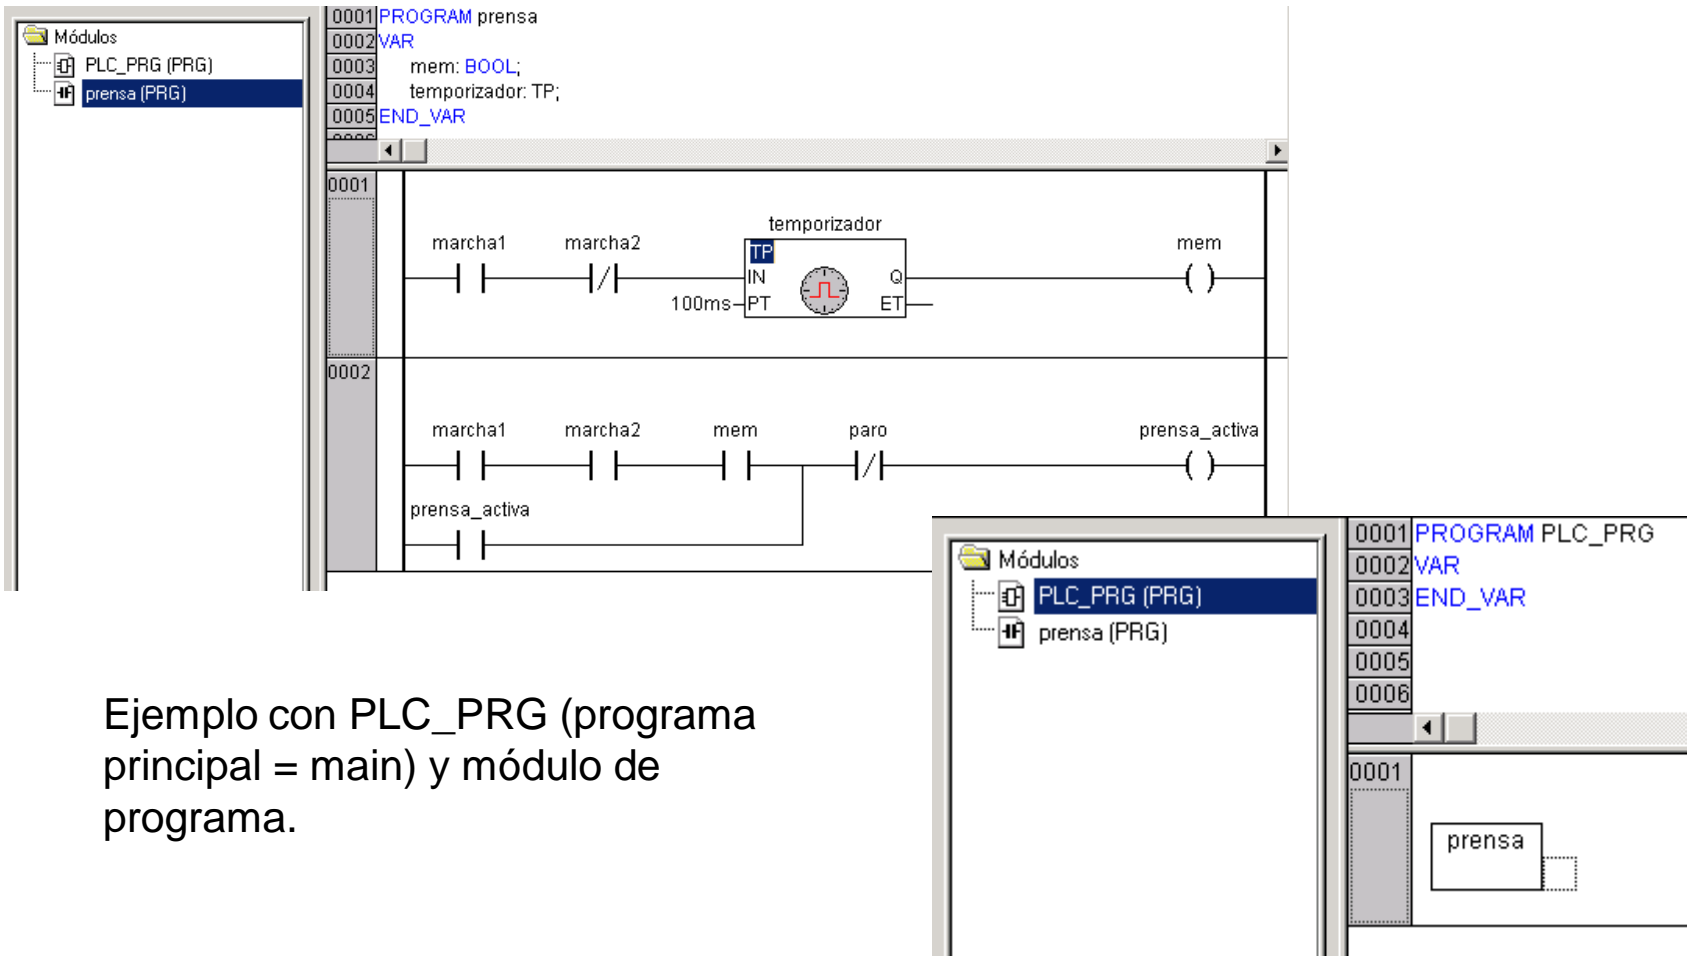 Módulos
PLC_PRG (PRG)
prensa (PRG)
0001 PROGRAM prensa
0002 VAR
0003 mem: BOOL;
0004 temporizador: TP;
0005 END_VAR
0006
0001
temporizador
marcha1 marcha2 mem
TP
IN Q
100ms PT ET
0002
marcha1 marcha2 mem paro prensa_activa
prensa_activa
Módulos
PLC_PRG (PRG)
prensa (PRG)
0001 PROGRAM PLC_PRG
0002 VAR
0003 END_VAR
0004
0005
0006
0001
prensa
Ejemplo con PLC_PRG (programa
principal = main) y módulo de
programa.